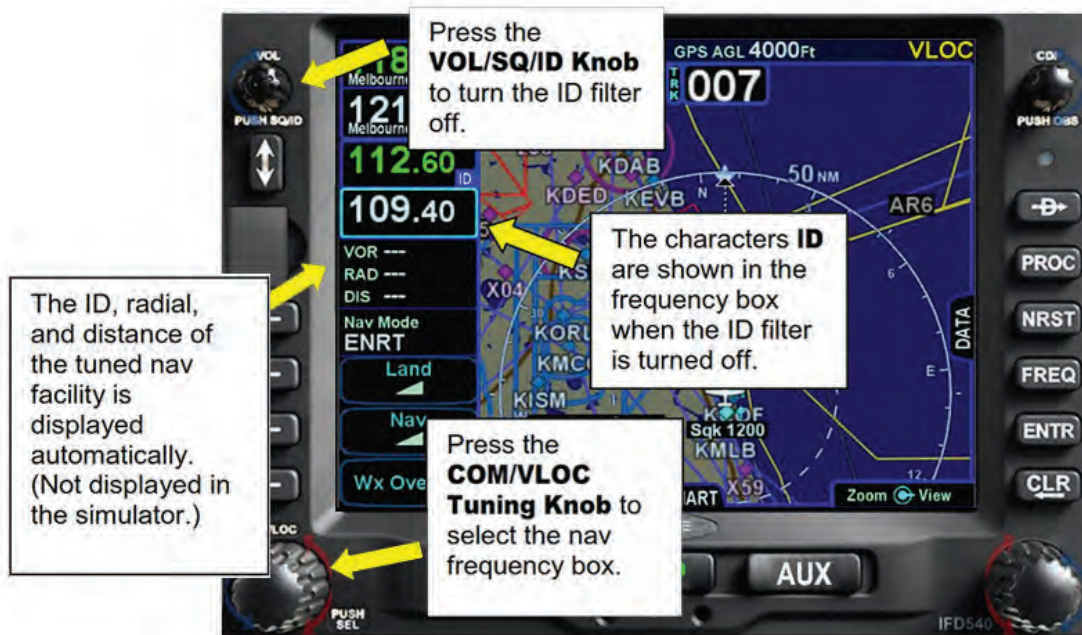 VOL
PUSH SQ/ID
Press the
VOL/SQ/ID Knob
to turn the ID filter
off.
GPS AGL 4000Ft
VLOC
CDI
PUSH OBS
Melbourne
121
Melbourne
TRK
007
112.60
ID
109.40
VOR ---
RAD ---
DIS ---
Nav Mode
ENRT
Land
Nav
Wx Ove
KDAB
KDED
KEVB
N
50 NM
AR6
6
X04
30
KORL
KMCO
KISM
W
E
12
DATA
Sqk 1200
KMLB
X59
Zoom
View
The characters ID
are shown in the
frequency box
when the ID filter
is turned off.
The ID, radial,
and distance of
the tuned nav
facility is
displayed
automatically.
(Not displayed in
the simulator.)
Press the
COM/VLOC
Tuning Knob to
select the nav
frequency box.
D
PROC
NRST
FREQ
ENTR
CLR
PUSH
SEL
AUX
IFD540